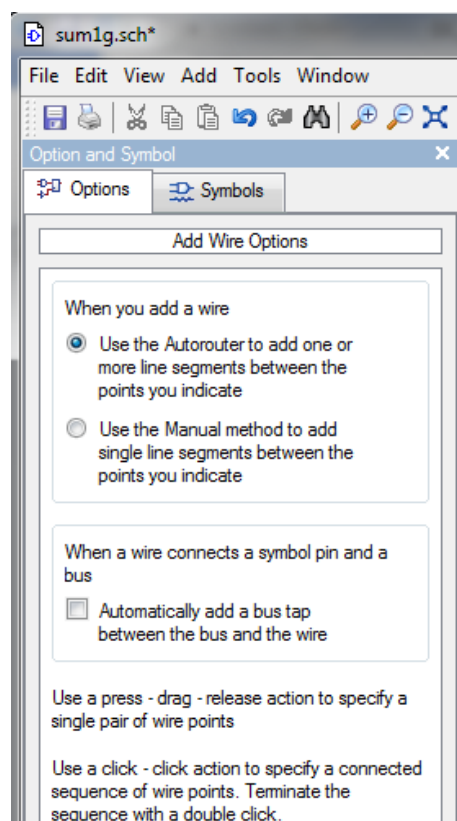 sum1g.sch*
File Edit View Add Tools Window
Option and Symbol
Options Symbols
Add Wire Options
When you add a wire
Use the Autorouter to add one or
more line segments between the
points you indicate
Use the Manual method to add
single line segments between the
points you indicate
When a wire connects a symbol pin and a
bus
Automatically add a bus tap
between the bus and the wire
Use a press - drag - release action to specify a
single pair of wire points
Use a click - click action to specify a connected
sequence of wire points. Terminate the
sequence with a double click.